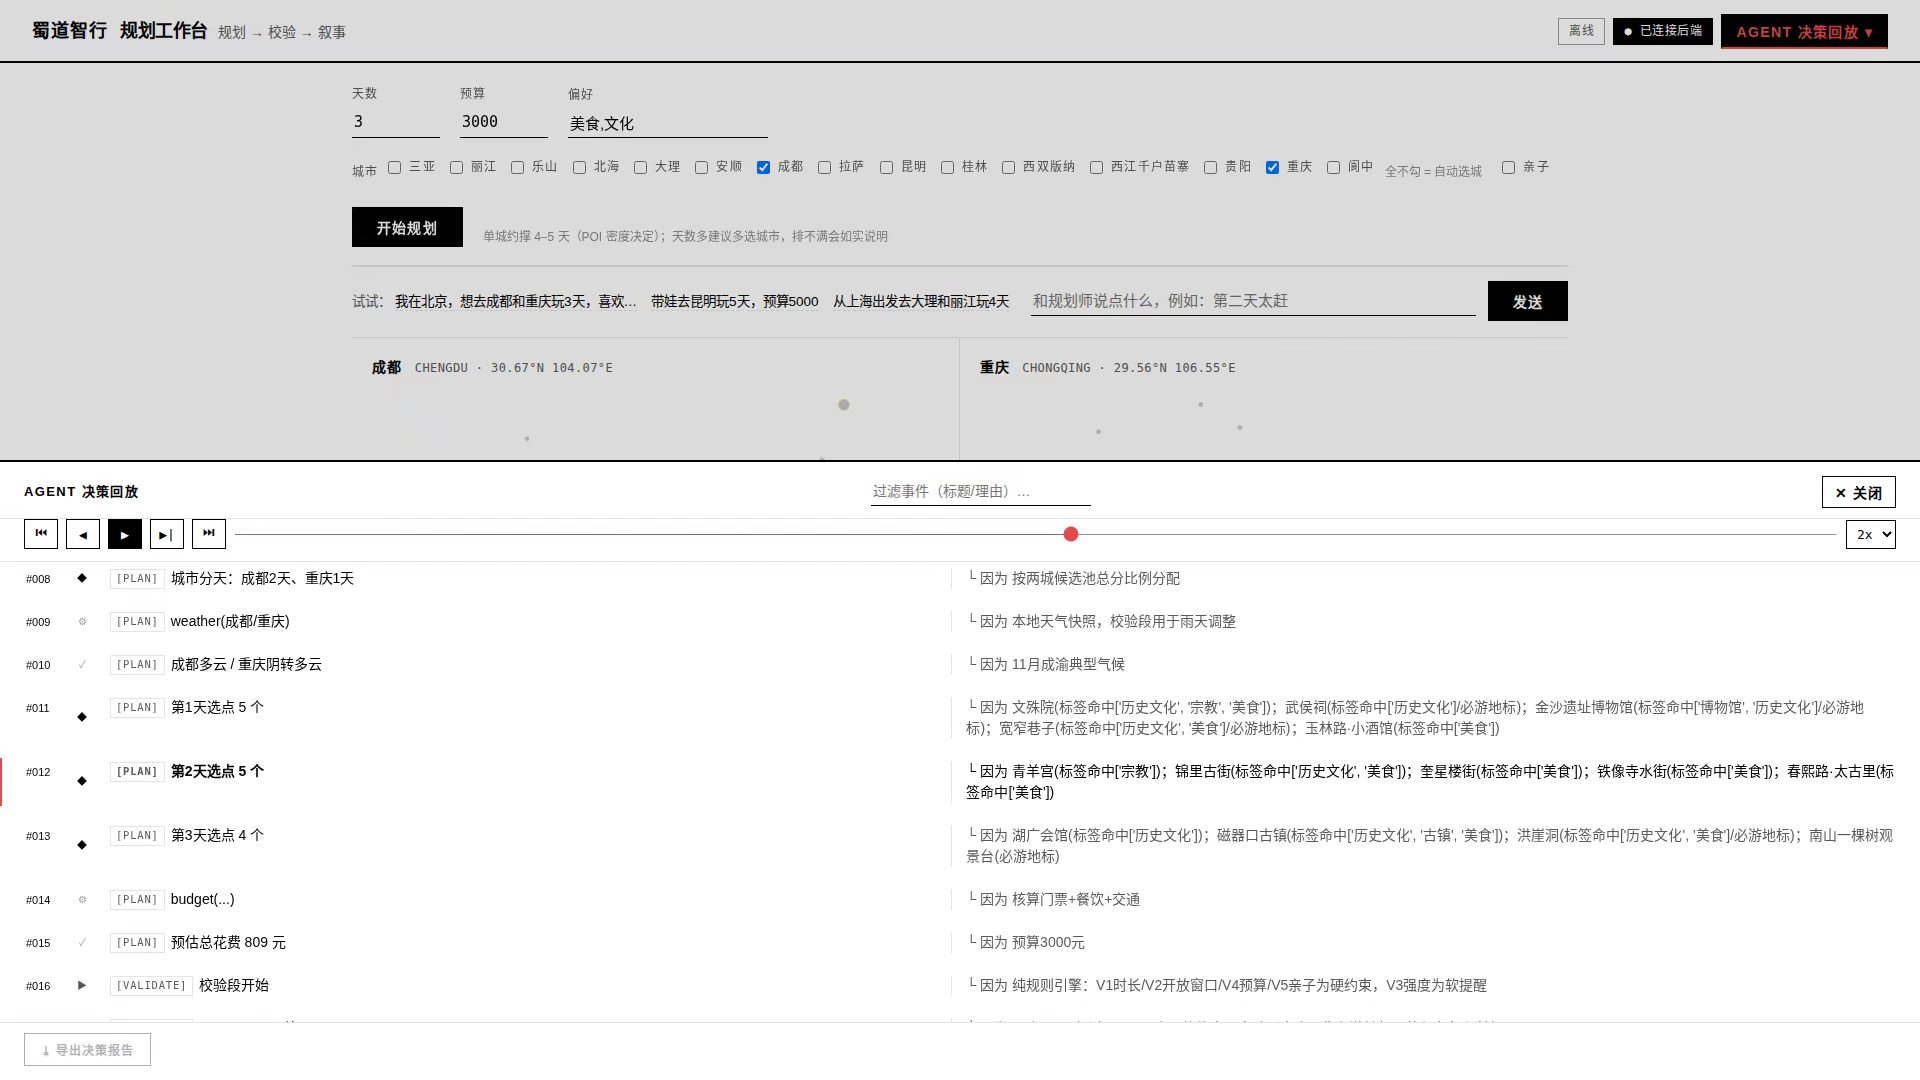 蜀道智行 规划工作台 规划 → 校验 → 叙事
离线 ● 已连接后端 AGENT 决策回放 ▾
天数 预算 偏好
3 3000 美食,文化
城市 三亚 丽江 乐山 北海 大理 安顺 成都 拉萨 昆明 桂林 西双版纳 西江千户苗寨 贵阳 重庆 阆中 全不勾 = 自动选城 亲子
开始规划 单城约撑 4–5 天（POI 密度决定）；天数多建议多选城市，排不满会如实说明
试试： 我在北京，想去成都和重庆玩3天，喜欢… 带娃去昆明玩5天，预算5000 从上海出发去大理和丽江玩4天 和规划师说点什么，例如：第二天太赶 发送
成都 CHENGDU · 30.67°N 104.07°E
重庆 CHONGQING · 29.56°N 106.55°E
AGENT 决策回放 过滤事件（标题/理由）… ✕ 关闭
2x
#008 ◆ [PLAN] 城市分天：成都2天、重庆1天 └ 因为 按两城候选池总分比例分配
#009 [PLAN] weather(成都/重庆) └ 因为 本地天气快照，校验段用于雨天调整
#010 ✓ [PLAN] 成都多云 / 重庆阴转多云 └ 因为 11月成渝典型气候
#011 ◆ [PLAN] 第1天选点 5 个 └ 因为 文殊院(标签命中['历史文化', '宗教', '美食'])；武侯祠(标签命中['历史文化']/必游地标)；金沙遗址博物馆(标签命中['博物馆', '历史文化']/必游地
标)；宽窄巷子(标签命中['历史文化', '美食']/必游地标)；玉林路·小酒馆(标签命中['美食'])
#012 ◆ [PLAN] 第2天选点 5 个 └ 因为 青羊宫(标签命中['宗教'])；锦里古街(标签命中['历史文化', '美食'])；奎星楼街(标签命中['美食'])；铁像寺水街(标签命中['美食'])；春熙路·太古里(标
签命中['美食'])
#013 ◆ [PLAN] 第3天选点 4 个 └ 因为 湖广会馆(标签命中['历史文化'])；磁器口古镇(标签命中['历史文化', '古镇', '美食'])；洪崖洞(标签命中['历史文化', '美食']/必游地标)；南山一棵树观
景台(必游地标)
#014 [PLAN] budget(...) └ 因为 核算门票+餐饮+交通
#015 ✓ [PLAN] 预估总花费 809 元 └ 因为 预算3000元
#016 ▶ [VALIDATE] 校验段开始 └ 因为 纯规则引擎：V1时长/V2开放窗口/V4预算/V5亲子为硬约束，V3强度为软提醒
⤓ 导出决策报告